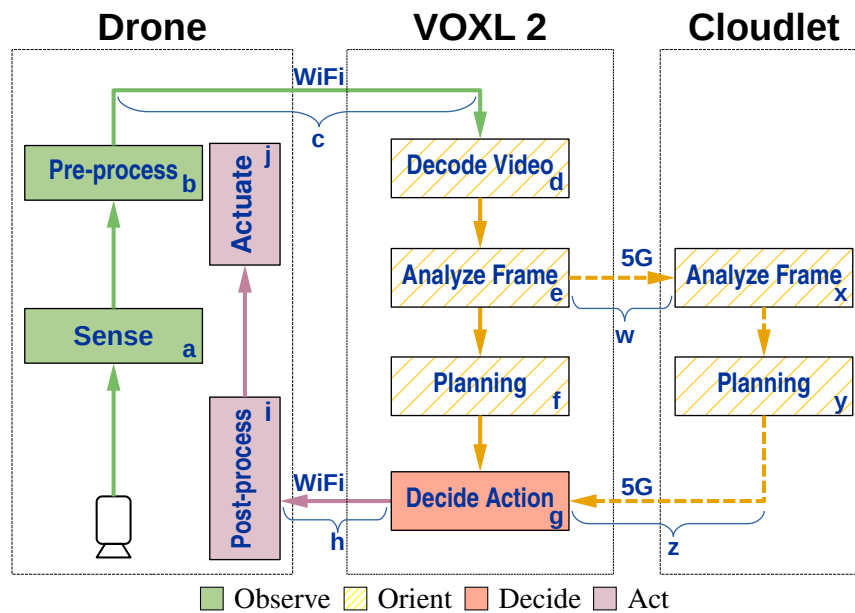 Drone
VOXL 2
Cloudlet
WiFi
c
Pre-process
b
Actuate
j
Decode Video
d
5G
Analyze Frame
e
Analyze Frame
x
w
Sense
a
Planning
f
Planning
y
Post-process
i
WiFi
h
Decide Action
g
5G
z
Observe
Orient
Decide
Act